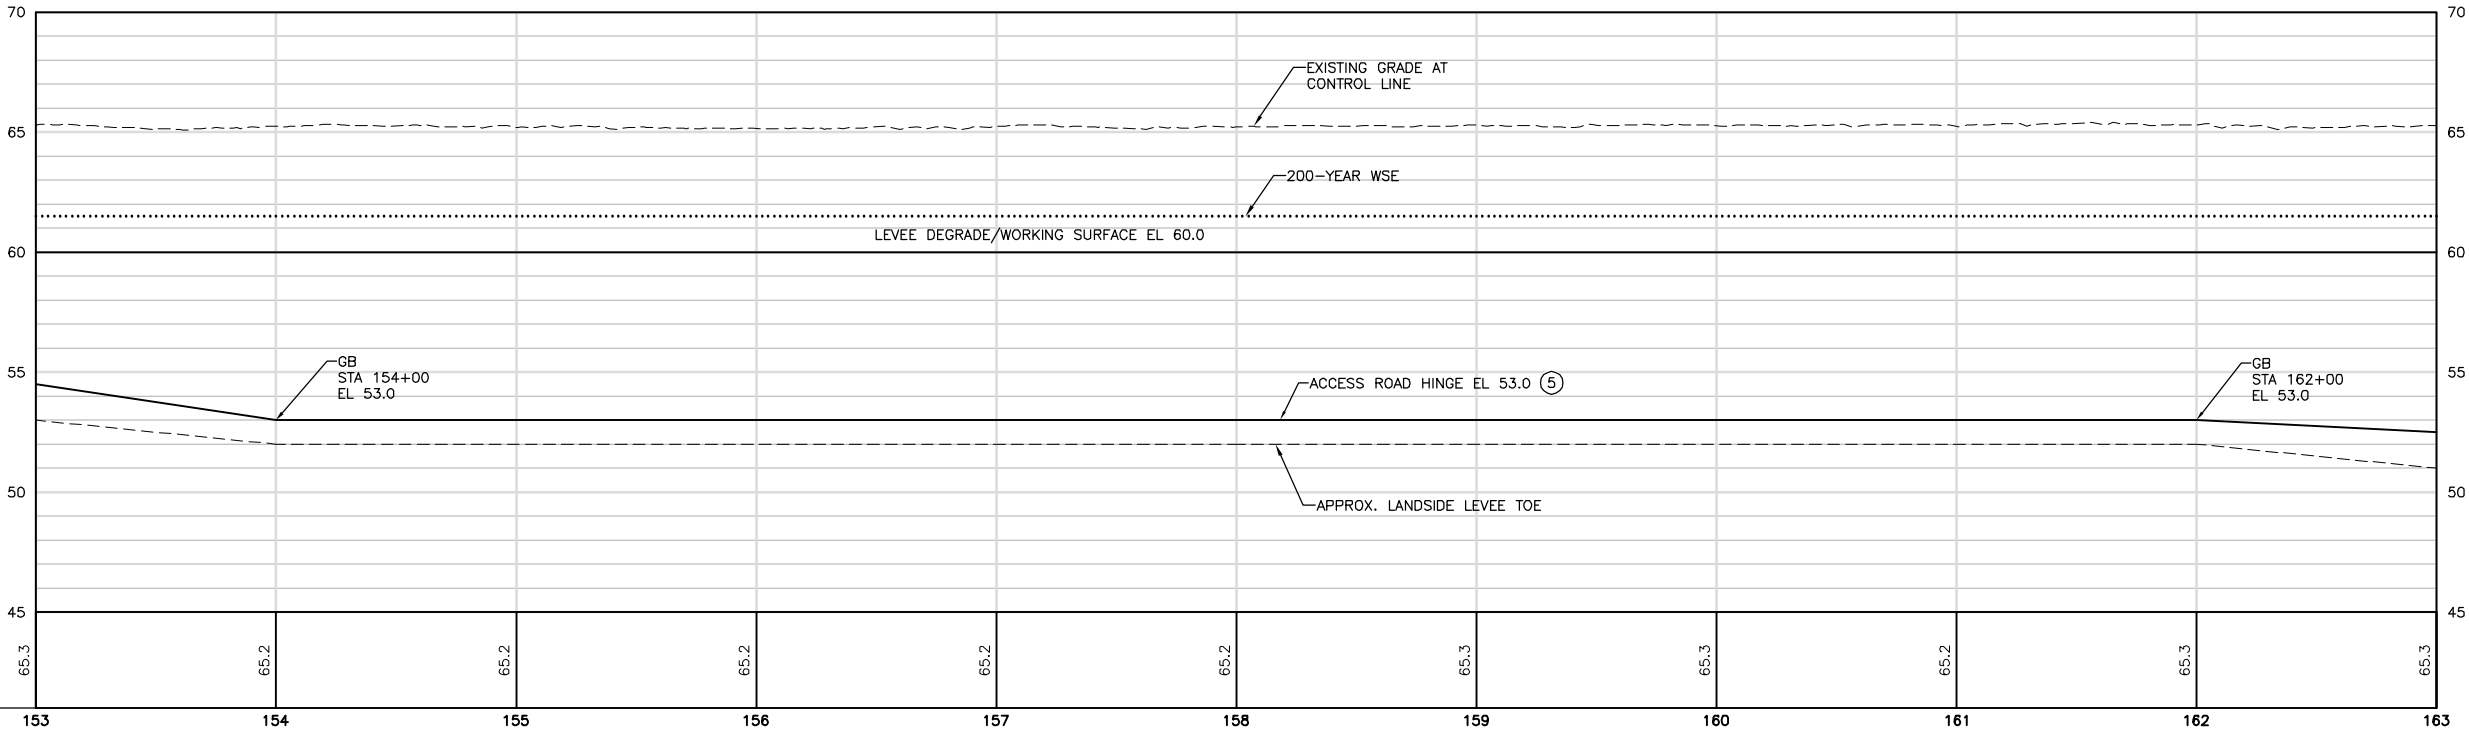 70
70
EXISTING GRADE AT
CONTROL LINE
65
65
200-YEAR WSE
LEVEE DEGRADE/WORKING SURFACE EL 60.0
60
60
GB
STA 154+00
EL 53.0
55
55
ACCESS ROAD HINGE EL 53.0 5
GB
STA 162+00
EL 53.0
50
50
APPROX. LANDSIDE LEVEE TOE
45
45
65.3 65.2 65.2 65.2 65.2 65.2 65.3 65.3 65.2 65.3 65.3
153 154 155 156 157 158 159 160 161 162 163